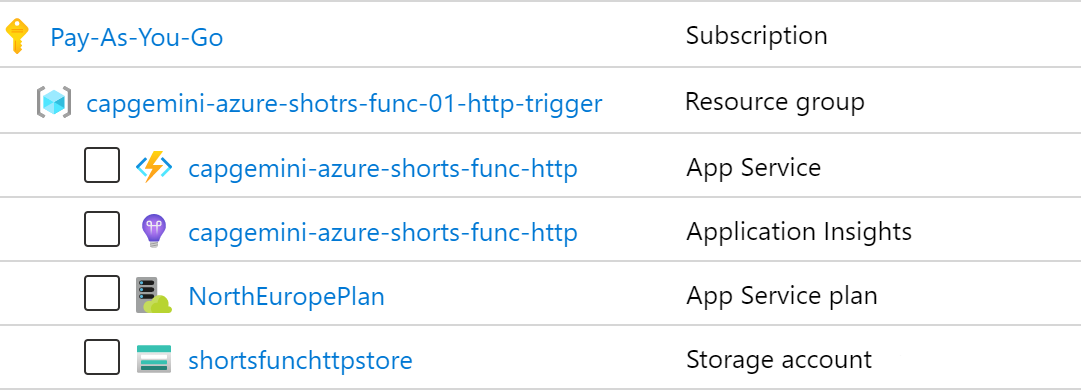 Pay-As-You-Go Subscription
capgemini-azure-shotrs-func-01-http-trigger Resource group
capgemini-azure-shorts-func-http App Service
capgemini-azure-shorts-func-http Application Insights
NorthEuropePlan App Service plan
shortsfunchttpstore Storage account